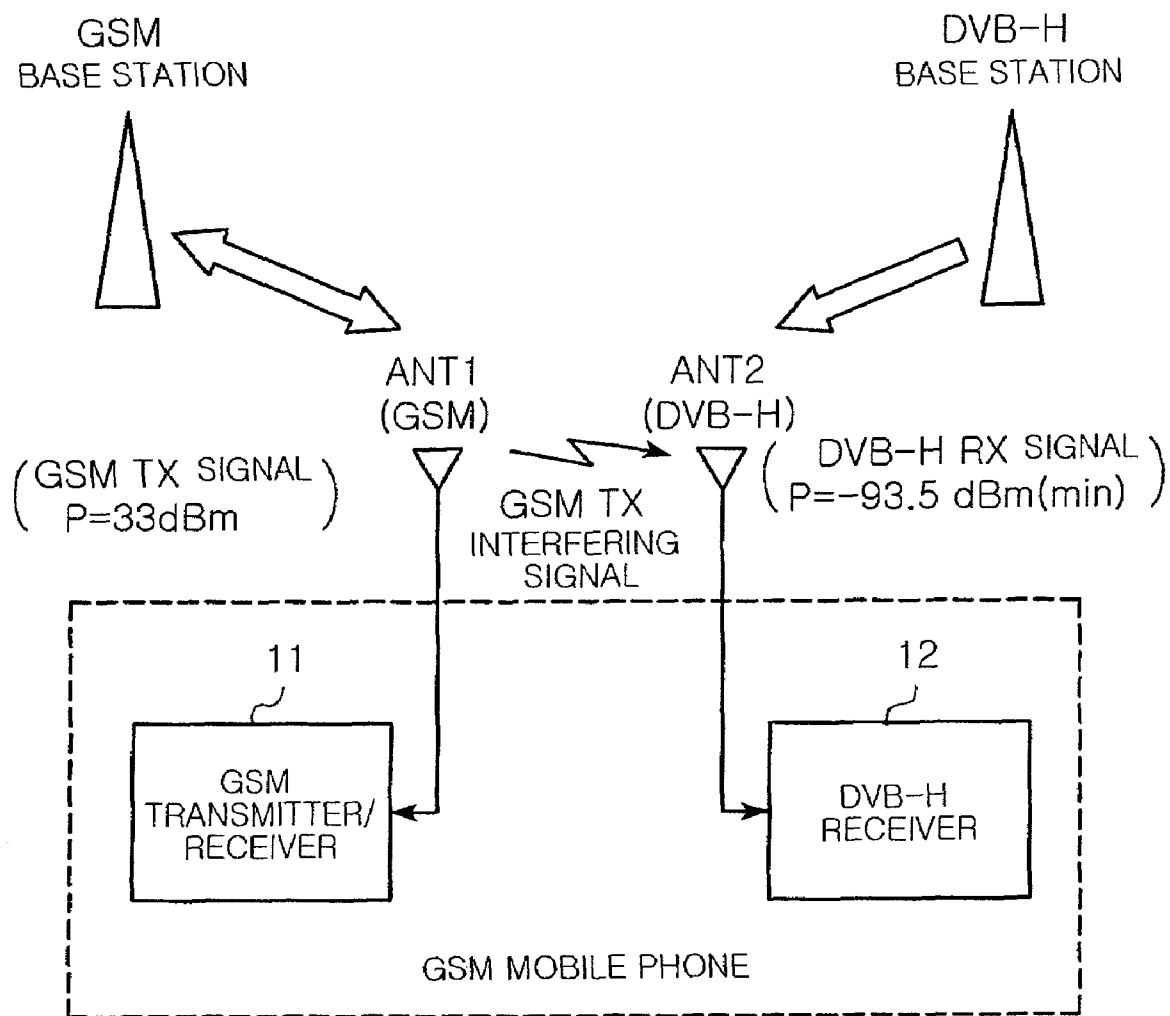 GSM
BASE STATION
DVB-H
BASE STATION
ANT1
(GSM)
ANT2
(DVB-H)
(GSM TX SIGNAL
P=33dBm)
(DVB-H RX SIGNAL
P=-93.5 dBm(min))
GSM TX
INTERFERING
SIGNAL
11
12
GSM
TRANSMITTER/
RECEIVER
DVB-H
RECEIVER
GSM MOBILE PHONE